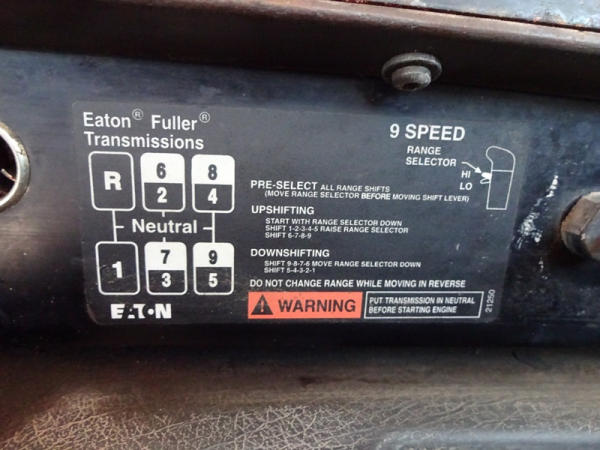 Eaton® Fuller®
Transmissions
9 SPEED
RANGE
SELECTOR
HI
LO
R 6 8
2 4
Neutral
1 7 9
3 5
PRE-SELECT ALL RANGE SHIFTS
(MOVE RANGE SELECTOR BEFORE MOVING SHIFT LEVER)
UPSHIFTING
START WITH RANGE SELECTOR DOWN
SHIFT 1-2-3-4-5 RAISE RANGE SELECTOR
SHIFT 6-7-8-9
DOWNSHIFTING
SHIFT 9-8-7-6 MOVE RANGE SELECTOR DOWN
SHIFT 5-4-3-2-1
DO NOT CHANGE RANGE WHILE MOVING IN REVERSE
EATON
WARNING
PUT TRANSMISSION IN NEUTRAL
BEFORE STARTING ENGINE
21250